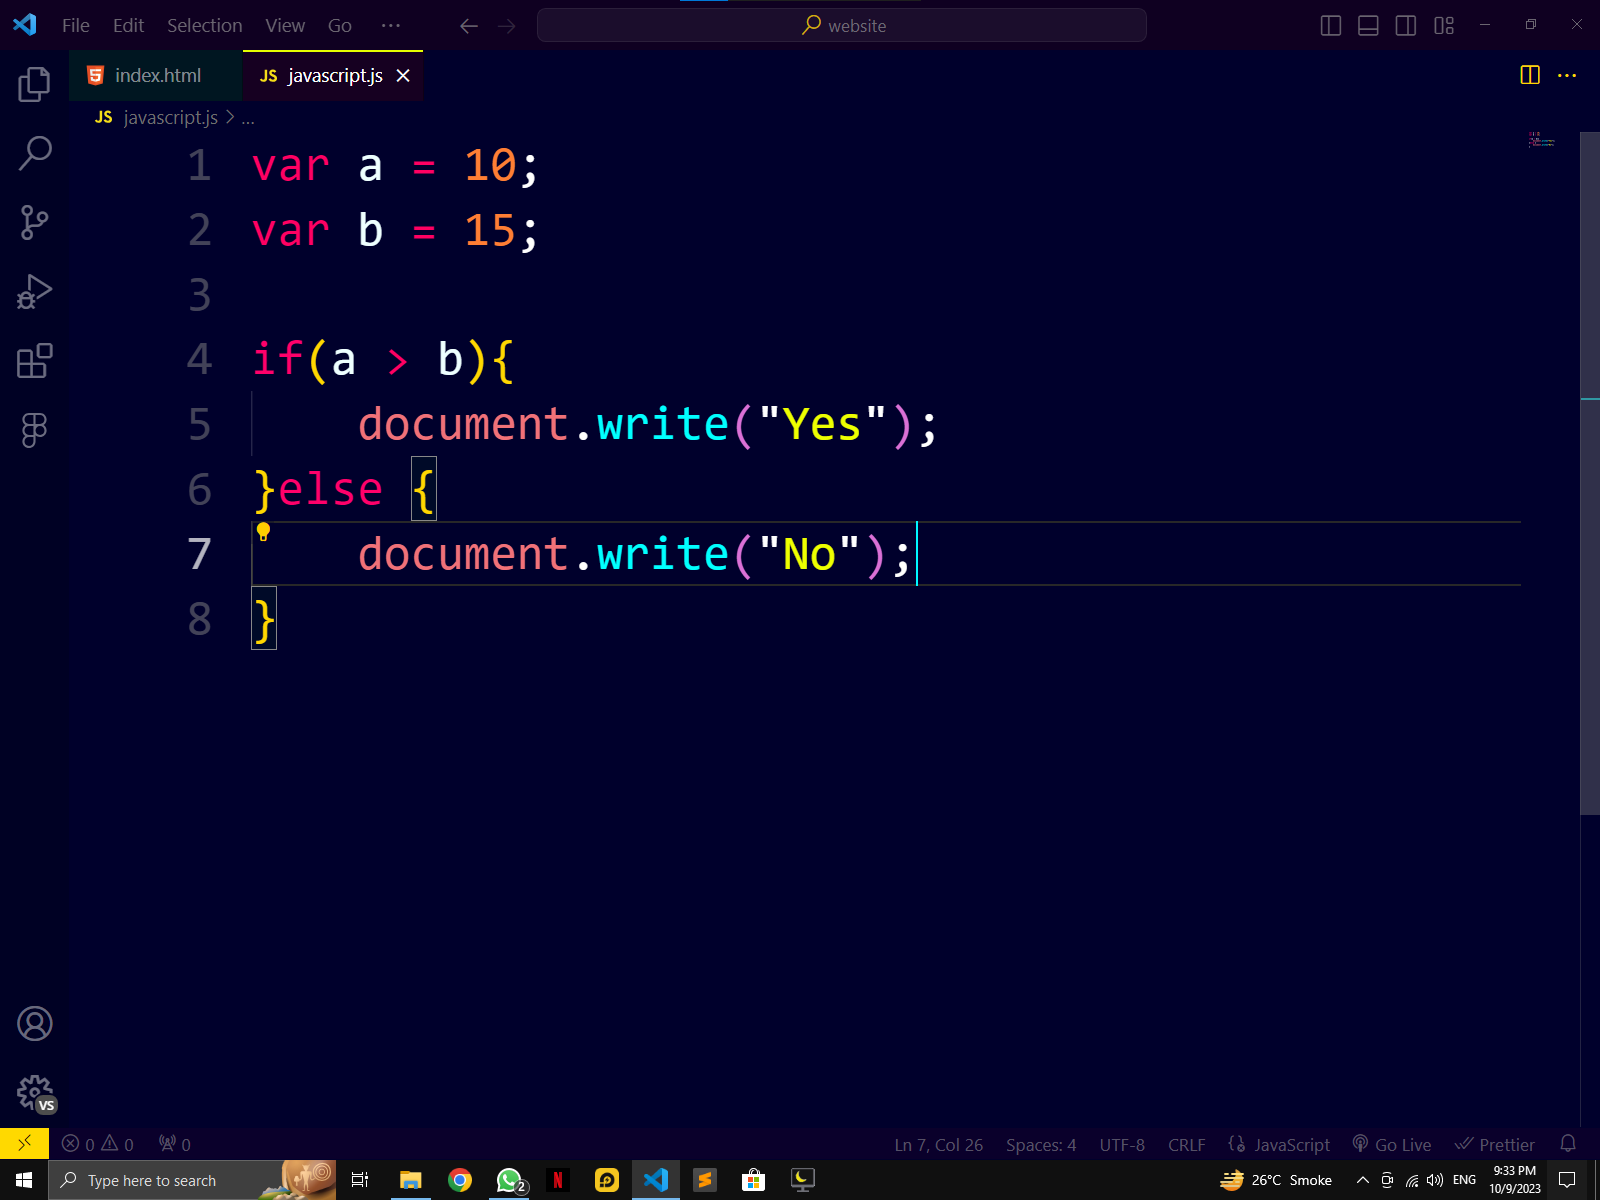 File Edit Selection View Go ··· website
index.html JS javascript.js
JS javascript.js > ...
1 var a = 10;
2 var b = 15;
3
4 if(a > b){
5     document.write("Yes");
6 }else {
7     document.write("No");
8 }
VS
0 0 0 Ln 7, Col 26 Spaces: 4 UTF-8 CRLF JavaScript Go Live Prettier
Type here to search 2 N 26°C Smoke ENG 9:33 PM
10/9/2023